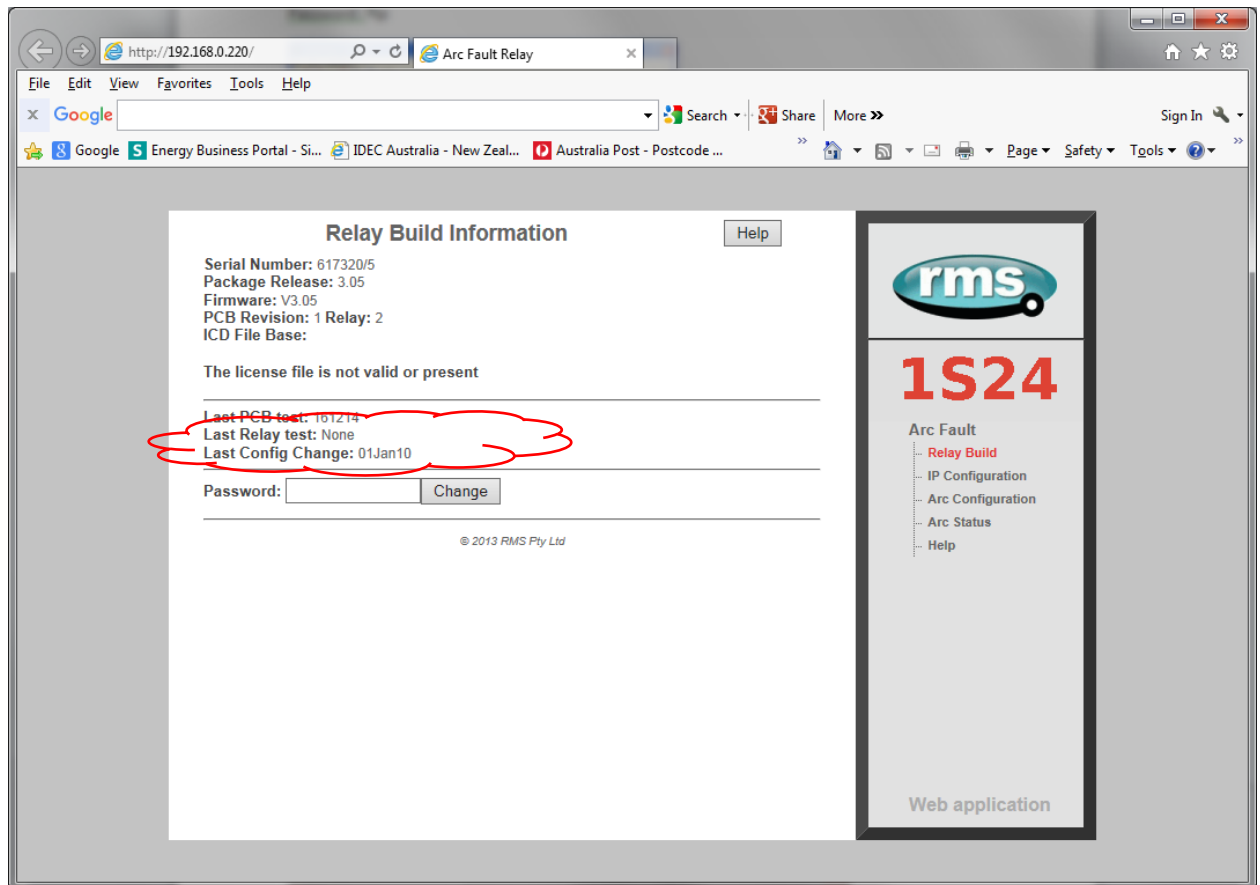 http://192.168.0.220/
Arc Fault Relay
File Edit View Favorites Tools Help
x Google Search Share More »
Sign In
Google Energy Business Portal - Si... IDEC Australia - New Zeal... Australia Post - Postcode ... » Page Safety Tools »
Relay Build Information
Help
Serial Number: 617320/5
Package Release: 3.05
Firmware: V3.05
PCB Revision: 1 Relay: 2
ICD File Base:
The license file is not valid or present
Last PCB test: 161214
Last Relay test: None
Last Config Change: 01Jan10
Password: Change
© 2013 RMS Pty Ltd
rms
1S24
Arc Fault
Relay Build
IP Configuration
Arc Configuration
Arc Status
Help
Web application